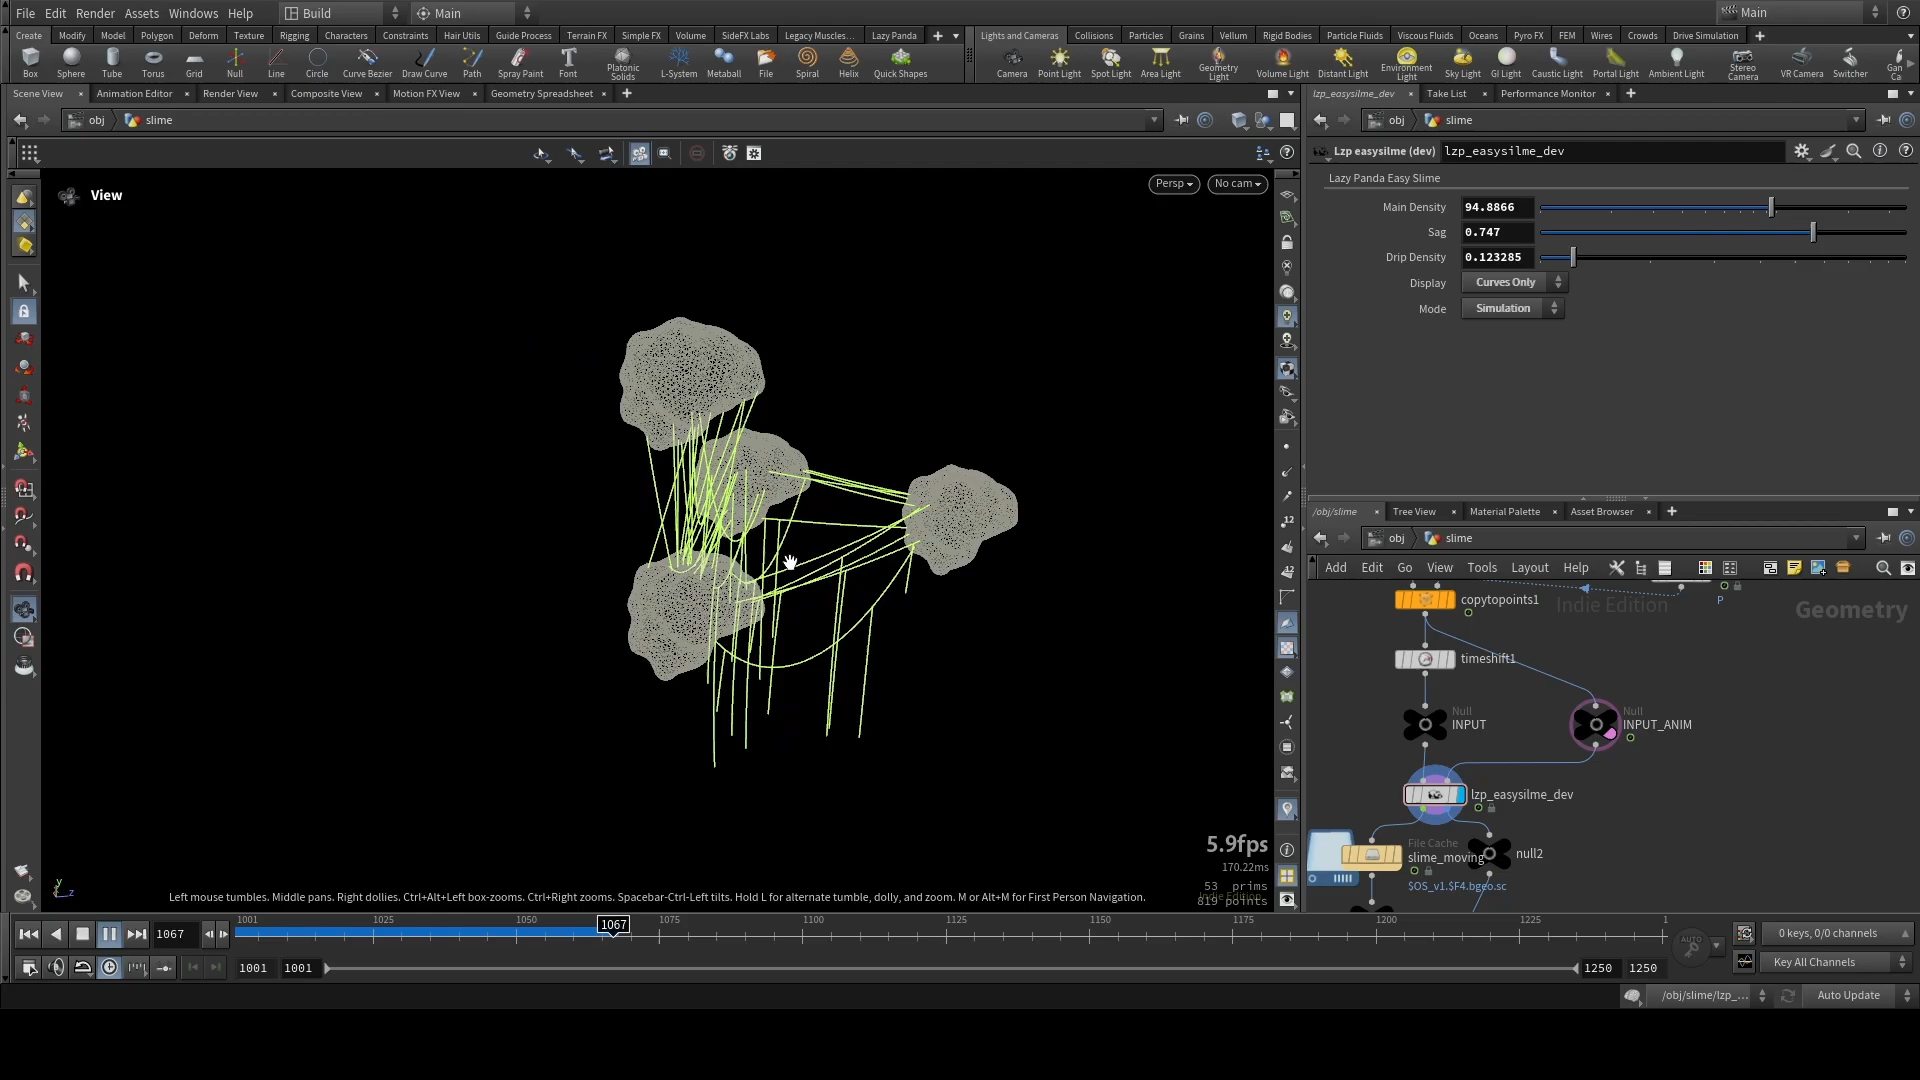 File Edit Render Assets Windows Help Build Main Main
Create Modify Model Polygon Deform Texture Rigging Characters Constraints Hair Utils Guide Process Terrain FX Simple FX Volume SideFX Labs Legacy Muscles... Lazy Panda
Lights and Cameras Collisions Particles Grains Vellum Rigid Bodies Particle Fluids Viscous Fluids Oceans Pyro FX FEM Wires Crowds Drive Simulation
Box Sphere Tube Torus Grid Null Line Circle Curve Bezier Draw Curve Path Spray Paint Font Platonic Solids L-System Metaball File Spiral Helix Quick Shapes
Camera Point Light Spot Light Area Light Geometry Light Volume Light Distant Light Environment Light Sky Light GI Light Caustic Light Portal Light Ambient Light Stereo Camera VR Camera Switcher Gan Ca
Scene View Animation Editor Render View Composite View Motion FX View Geometry Spreadsheet
lzp_easysilme_dev Take List Performance Monitor
obj slime
obj slime
Lzp easysilme (dev) lzp_easysilme_dev
Lazy Panda Easy Slime
View
Persp No cam
Main Density 94.8866
Sag 0.747
Drip Density 0.123285
Display Curves Only
Mode Simulation
/obj/slime Tree View Material Palette Asset Browser
obj slime
Add Edit Go View Tools Layout Help
copytopoints1
Indie Edition
Geometry
P
timeshift1
Null
INPUT
Null
INPUT_ANIM
lzp_easysilme_dev
File Cache
slime_moving
null2
$OS_v1.$F4.bgeo.sc
12
12
5.9fps
170.22ms
53 prims
819 points
Indie Edition
y
z
Left mouse tumbles. Middle pans. Right dollies. Ctrl+Alt+Left box-zooms. Ctrl+Right zooms. Spacebar-Ctrl-Left tilts. Hold L for alternate tumble, dolly, and zoom. M or Alt+M for First Person Navigation.
1001 1025 1050 1075 1100 1125 1150 1175 1200 1225 1
1067
1067
AUTO
0 keys, 0/0 channels
1001 1001 1250 1250
Key All Channels
/obj/slime/lzp_... Auto Update